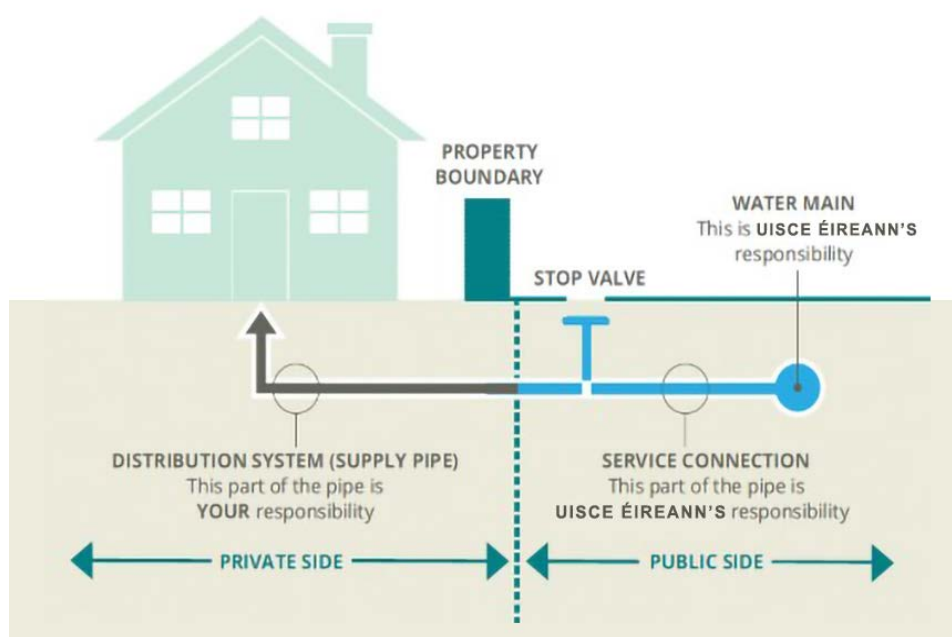 PROPERTY
BOUNDARY
WATER MAIN
This is UISCE ÉIREANN'S
responsibility
STOP VALVE
DISTRIBUTION SYSTEM (SUPPLY PIPE)
This part of the pipe is
YOUR responsibility
SERVICE CONNECTION
This part of the pipe is
UISCE ÉIREANN'S responsibility
PRIVATE SIDE
PUBLIC SIDE